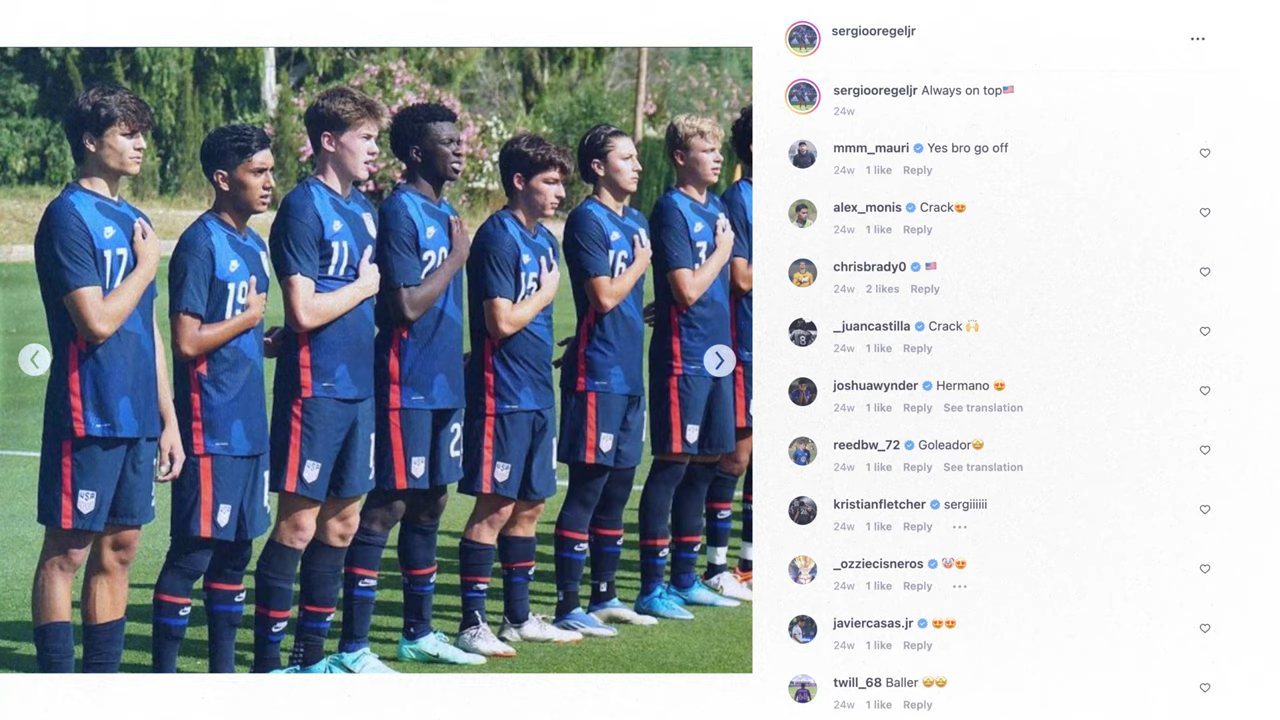 sergiooregeljr
sergiooregeljr Always on top🇺🇸
24w
mmm_mauri Yes bro go off
24w 1 like Reply
alex_monis Crack😍
24w 1 like Reply
chrisbrady0 🇺🇸
24w 2 likes Reply
_juancastilla Crack 🙌
24w 1 like Reply
joshuawynder Hermano 😍
24w 1 like Reply See translation
reedbw_72 Goleador🤩
24w 1 like Reply See translation
kristianfletcher sergiiiiii
24w 1 like Reply
_ozziecisneros 🤡😍
24w 1 like Reply
javiercasas.jr 😍😍
24w 1 like Reply
twill_68 Baller 🤩🤩
24w 1 like Reply
17
19
11
20
15
16
3
2
USA